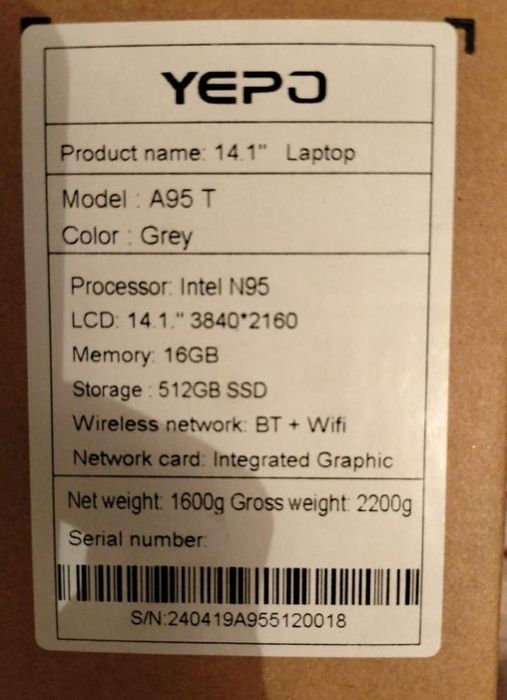 YEPO
Product name: 14.1" Laptop
Model : A95 T
Color : Grey
Processor: Intel N95
LCD: 14.1." 3840*2160
Memory: 16GB
Storage : 512GB SSD
Wireless network: BT + Wifi
Network card: Integrated Graphic
Net weight: 1600g Gross weight: 2200g
Serial number:
S/N:240419A955120018